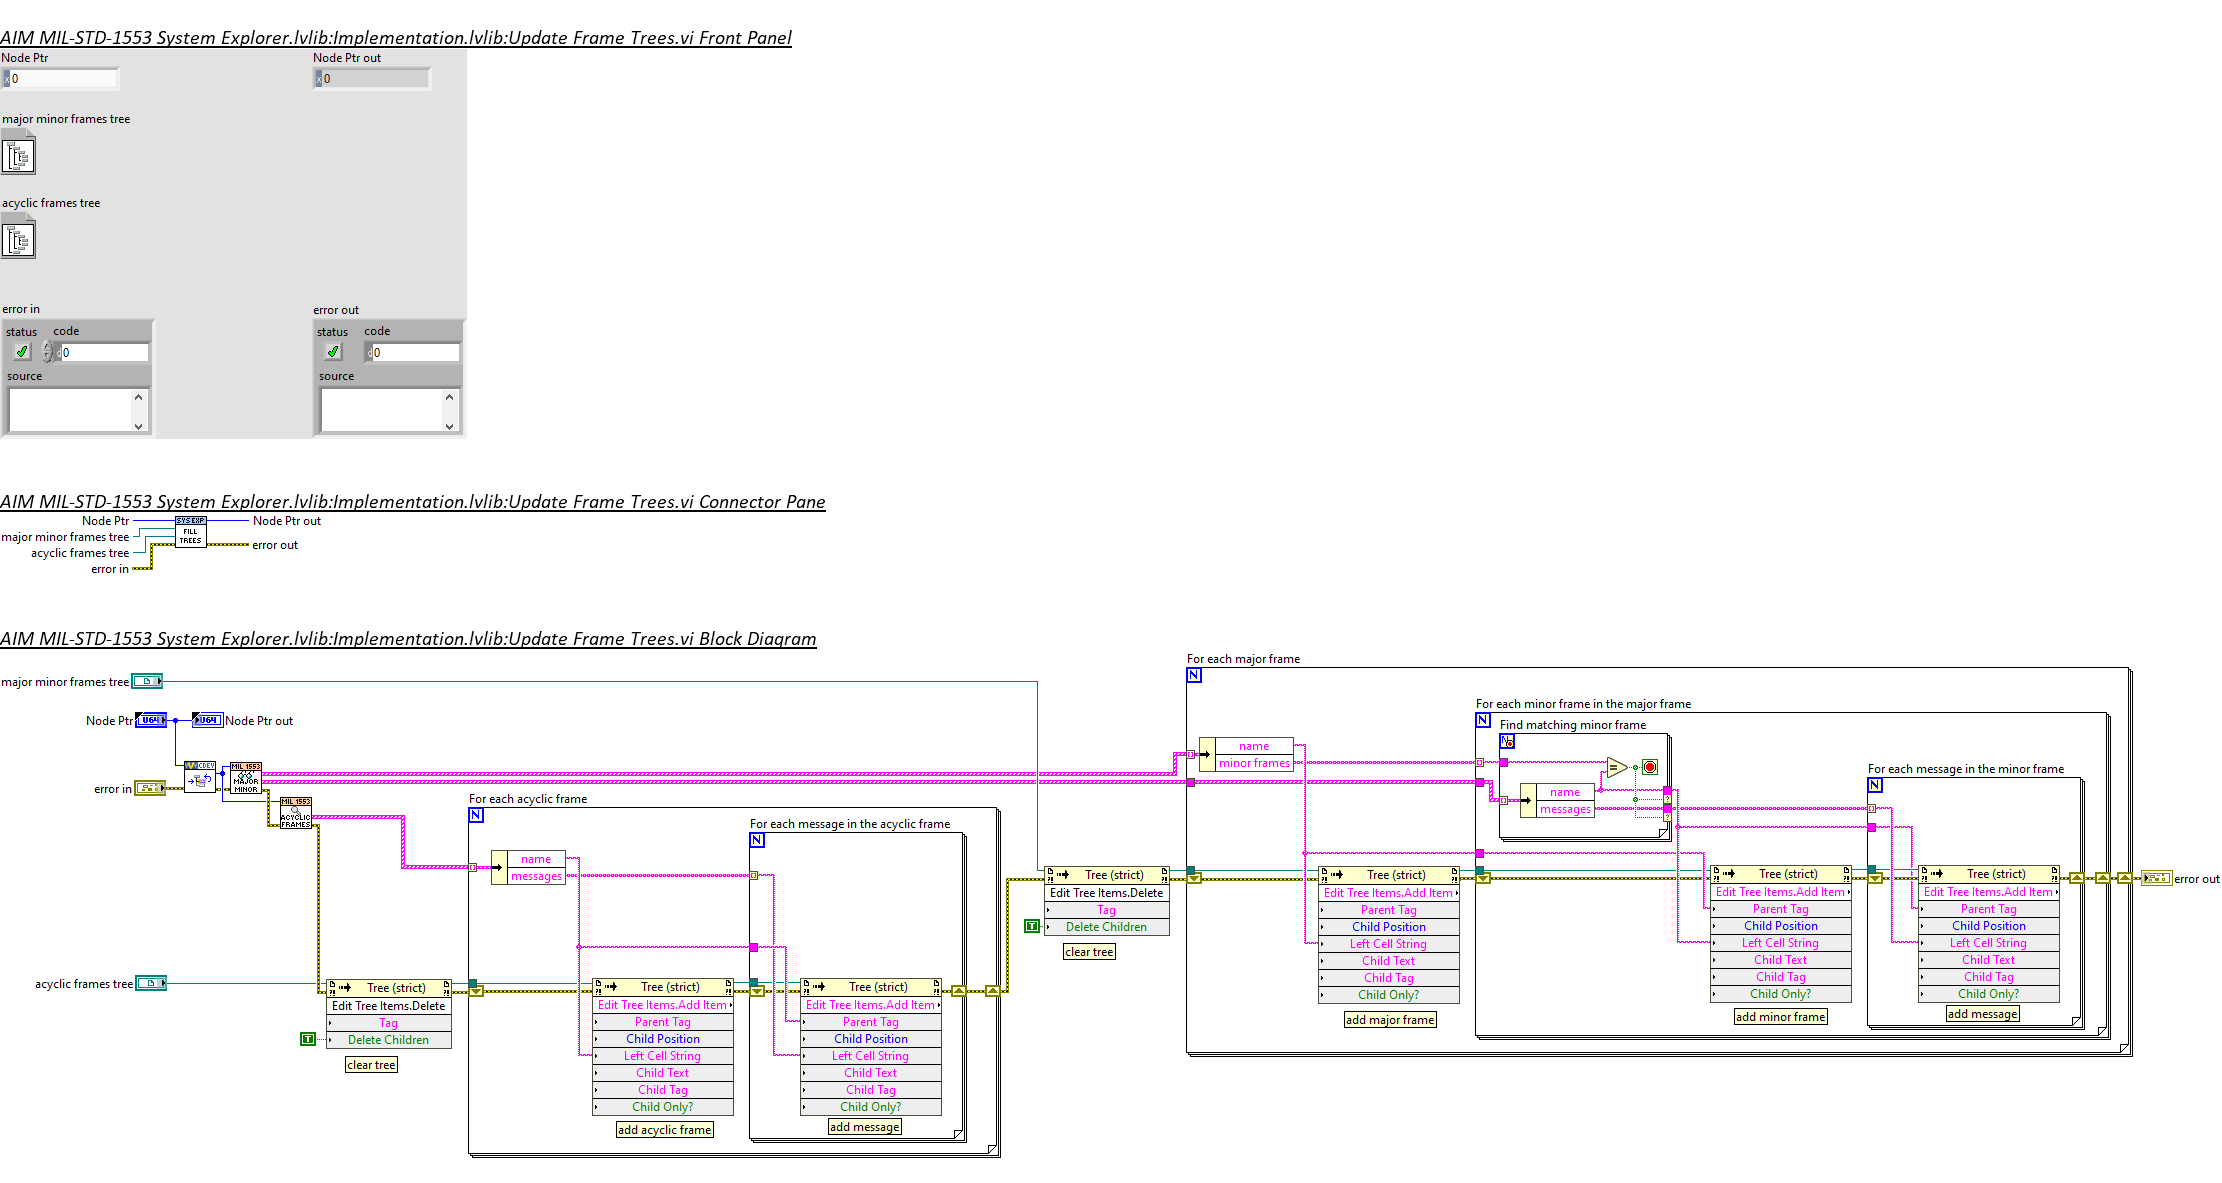 AIM MIL-STD-1553 System Explorer.lvlib:Implementation.lvlib:Update Frame Trees.vi Front Panel
Node Ptr
Node Ptr out
x 0
x 0
major minor frames tree
acyclic frames tree
error in
error out
status code
status code
d 0
d 0
source
source
AIM MIL-STD-1553 System Explorer.lvlib:Implementation.lvlib:Update Frame Trees.vi Connector Pane
Node Ptr
SYS EXP
Node Ptr out
major minor frames tree
FILL
TREES
acyclic frames tree
error out
error in
AIM MIL-STD-1553 System Explorer.lvlib:Implementation.lvlib:Update Frame Trees.vi Block Diagram
major minor frames tree
Node Ptr
U64
U64
Node Ptr out
error in
CDEV
MIL 1553
MAJOR
MINOR
MIL 1553
ACYCLIC
FRAMES
acyclic frames tree
Tree (strict)
Edit Tree Items.Delete
Tag
T
Delete Children
clear tree
For each acyclic frame
N
name
messages
Tree (strict)
Edit Tree Items.Add Item
Parent Tag
Child Position
Left Cell String
Child Text
Child Tag
Child Only?
add acyclic frame
For each message in the acyclic frame
N
Tree (strict)
Edit Tree Items.Add Item
Parent Tag
Child Position
Left Cell String
Child Text
Child Tag
Child Only?
add message
Tree (strict)
Edit Tree Items.Delete
Tag
T
Delete Children
clear tree
For each major frame
N
name
minor frames
Tree (strict)
Edit Tree Items.Add Item
Parent Tag
Child Position
Left Cell String
Child Text
Child Tag
Child Only?
add major frame
For each minor frame in the major frame
N
Find matching minor frame
N
=
name
messages
?
?
Tree (strict)
Edit Tree Items.Add Item
Parent Tag
Child Position
Left Cell String
Child Text
Child Tag
Child Only?
add minor frame
For each message in the minor frame
N
Tree (strict)
Edit Tree Items.Add Item
Parent Tag
Child Position
Left Cell String
Child Text
Child Tag
Child Only?
add message
error out